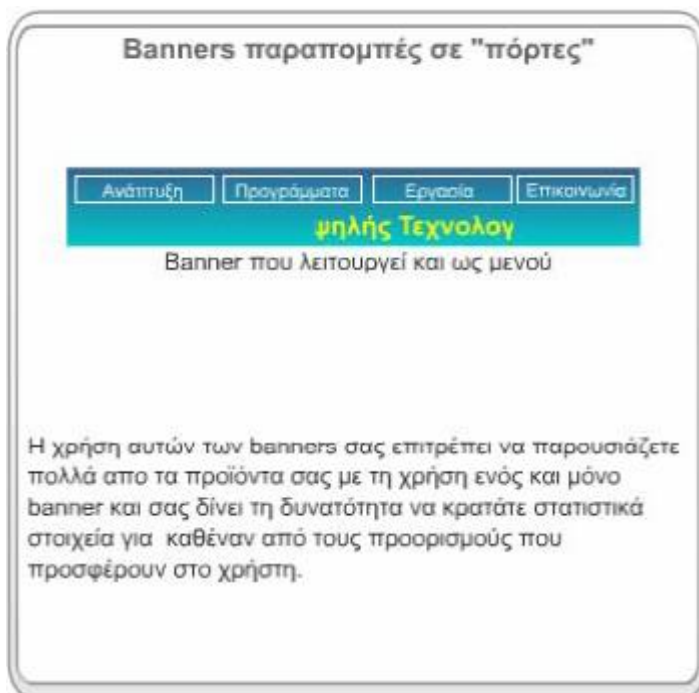 Banners παραπομπές σε "πόρτες"
Ανάπτυξη Προγράμματα Εργασία Επικοινωνία
ψηλής Τεχνολογ
Banner που λειτουργεί και ως μενού
Η χρήση αυτών των banners σας επιτρέπει να παρουσιάζετε
πολλά απο τα προϊόντα σας με τη χρήση ενός και μόνο
banner και σας δίνει τη δυνατότητα να κρατάτε στατιστικά
στοιχεία για καθέναν από τους προορισμούς που
προσφέρουν στο χρήστη.